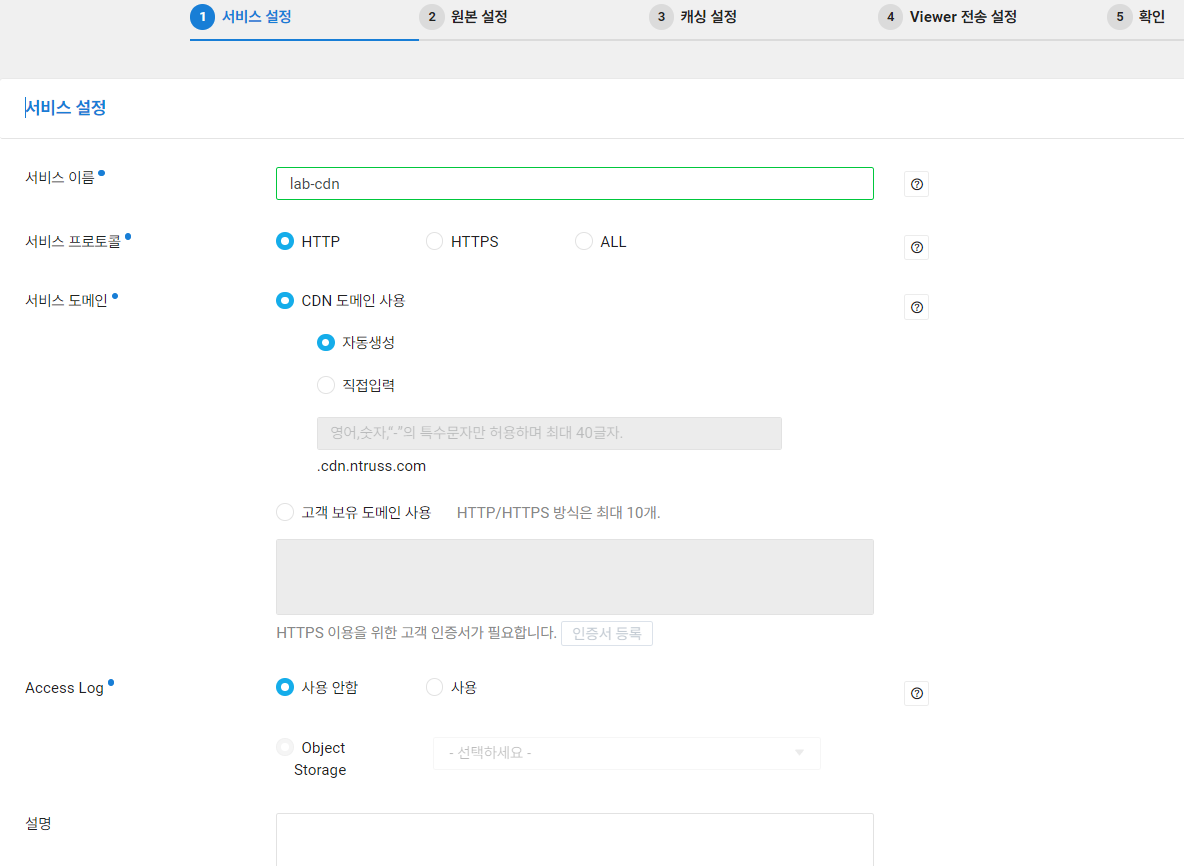 1 서비스 설정 2 원본 설정 3 캐싱 설정 4 Viewer 전송 설정 5 확인
서비스 설정
서비스 이름 lab-cdn
서비스 프로토콜 HTTP HTTPS ALL
서비스 도메인 CDN 도메인 사용
자동생성
직접입력
영어,숫자,“-”의 특수문자만 허용하며 최대 40글자.
.cdn.ntruss.com
고객 보유 도메인 사용 HTTP/HTTPS 방식은 최대 10개.
HTTPS 이용을 위한 고객 인증서가 필요합니다. 인증서 등록
Access Log 사용 안함 사용
Object
Storage - 선택하세요 -
설명